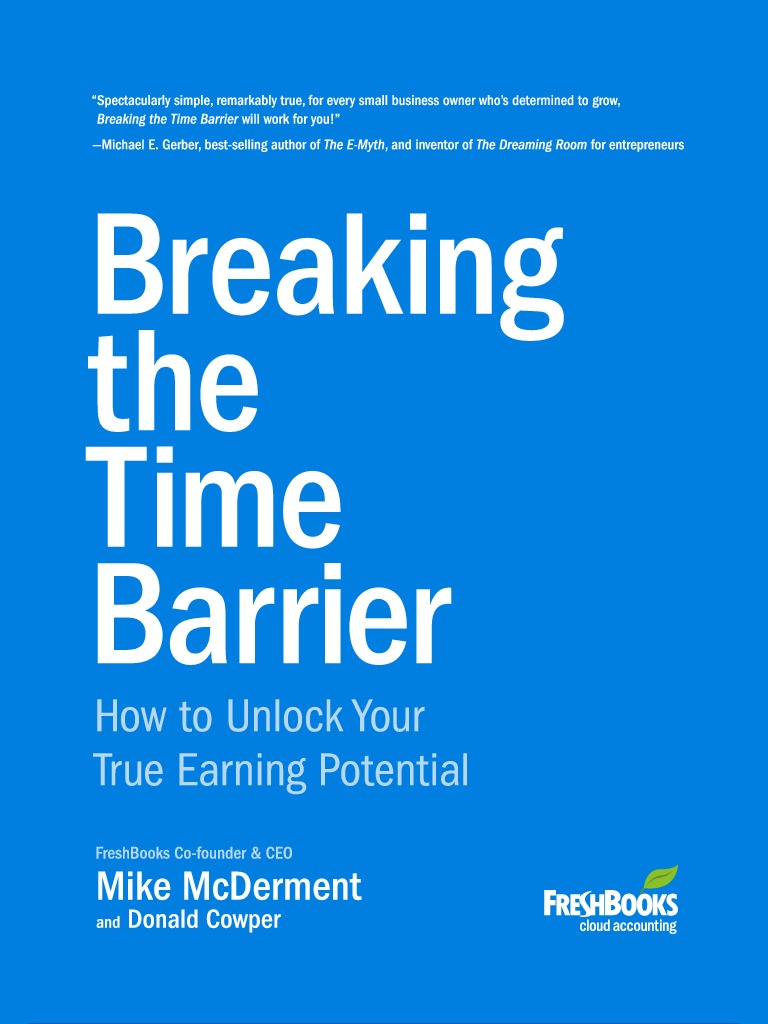 “Spectacularly simple, remarkably true, for every small business owner who’s determined to grow,
Breaking the Time Barrier will work for you!”
—Michael E. Gerber, best-selling author of The E-Myth, and inventor of The Dreaming Room for entrepreneurs
Breaking
the
Time
Barrier
How to Unlock Your
True Earning Potential
FreshBooks Co-founder & CEO
Mike McDerment
and Donald Cowper
FRESHBOOKS
cloud accounting